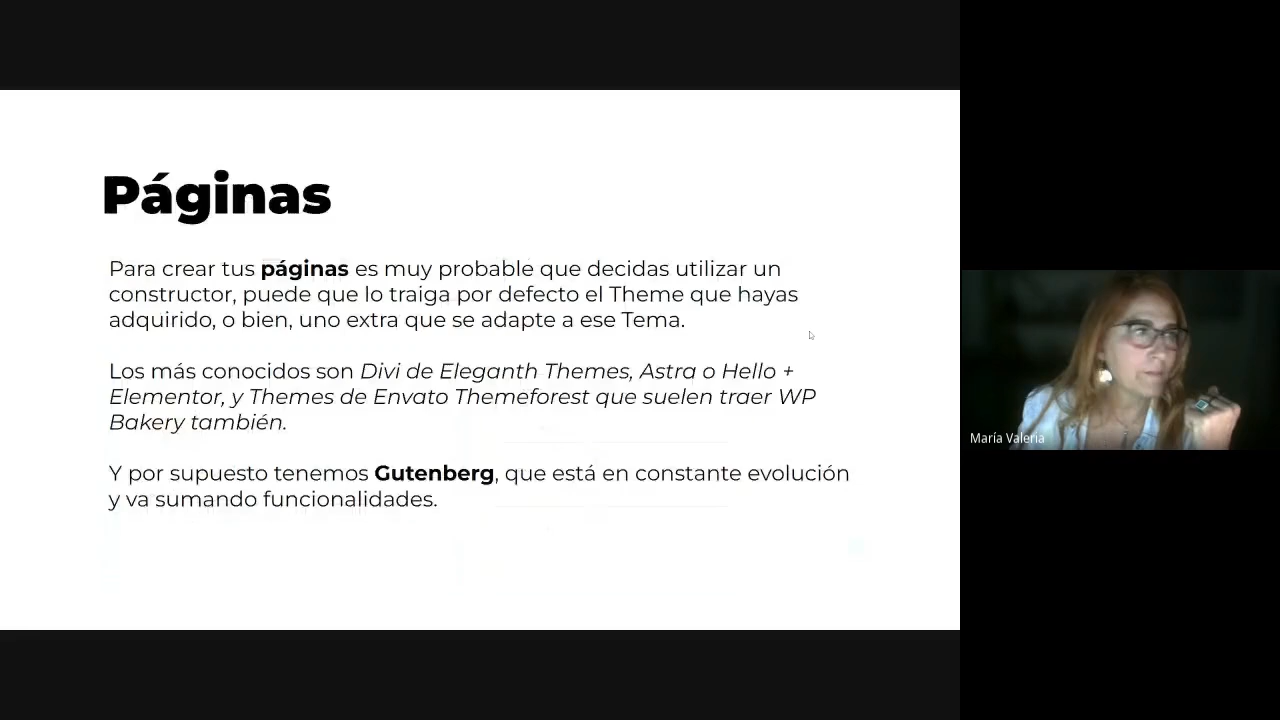 Páginas
Para crear tus páginas es muy probable que decidas utilizar un
constructor, puede que lo traiga por defecto el Theme que hayas
adquirido, o bien, uno extra que se adapte a ese Tema.
Los más conocidos son Divi de Eleganth Themes, Astra o Hello +
Elementor, y Themes de Envato Themeforest que suelen traer WP
Bakery también.
Y por supuesto tenemos Gutenberg, que está en constante evolución
y va sumando funcionalidades.
María Valeria